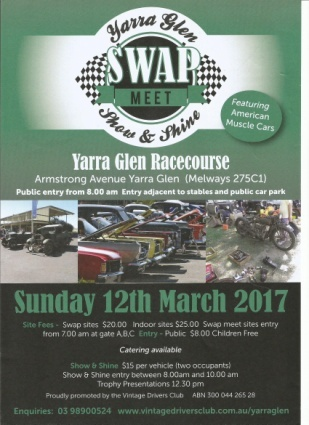 Yarra Glen
SWAP
MEET
Show & Shine
Featuring
American
Muscle Cars
Yarra Glen Racecourse
Armstrong Avenue Yarra Glen (Melways 275C1)
Public entry from 8.00 am Entry adjacent to stables and public car park
Sunday 12th March 2017
Site Fees - Swap sites $20.00 Indoor sites $25.00 Swap meet sites entry
from 7.00 am at gate A,B,C Entry - Public $8.00 Children Free
Catering available
Show & Shine $15 per vehicle (two occupants)
Show & Shine entry between 8.00am and 10.00 am
Trophy Presentations 12.30 pm
Proudly promoted by the Vintage Drivers Club ABN 300 044 265 28
Enquiries: 03 98900524 www.vintagedriversclub.com.au/yarraglen